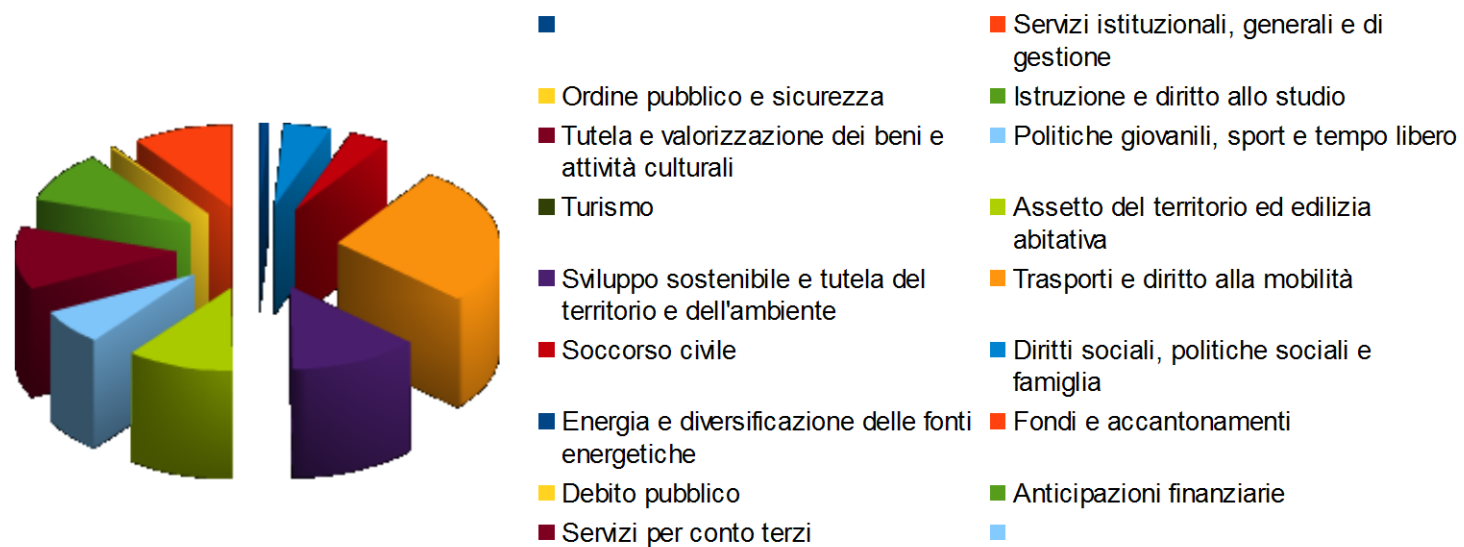 Servizi istituzionali, generali e di
gestione
Ordine pubblico e sicurezza
Istruzione e diritto allo studio
Tutela e valorizzazione dei beni e
attività culturali
Politiche giovanili, sport e tempo libero
Turismo
Assetto del territorio ed edilizia
abitativa
Sviluppo sostenibile e tutela del
territorio e dell'ambiente
Trasporti e diritto alla mobilità
Soccorso civile
Diritti sociali, politiche sociali e
famiglia
Energia e diversificazione delle fonti
energetiche
Fondi e accantonamenti
Debito pubblico
Anticipazioni finanziarie
Servizi per conto terzi